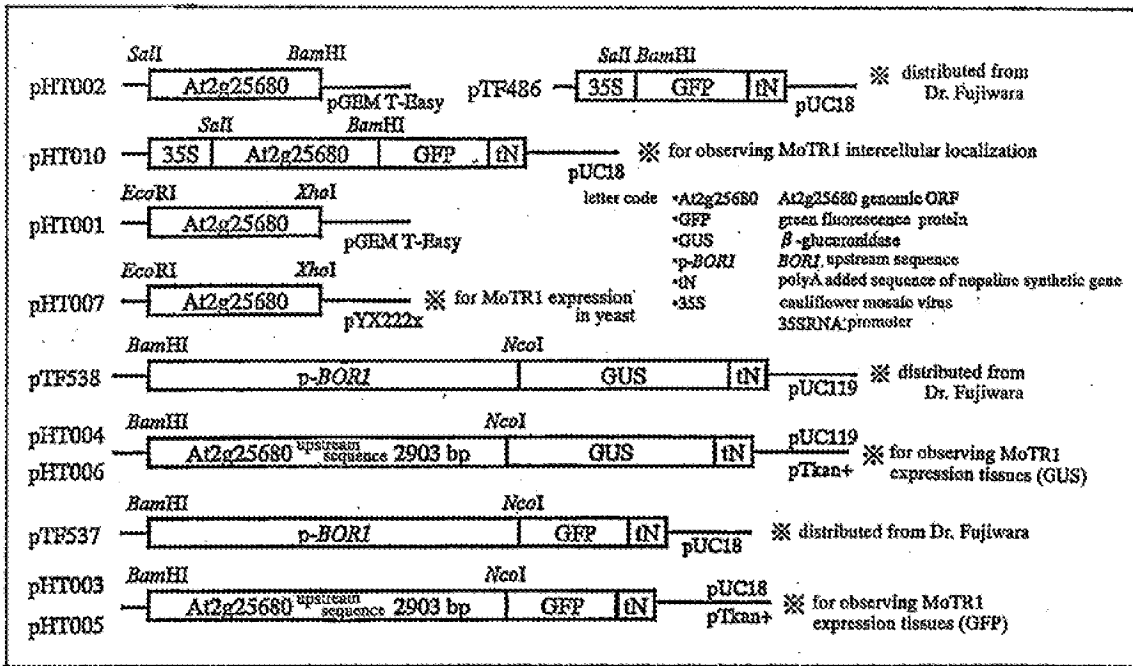 SalI BamHI SalI BamHI
pHT002 At2g25680 pGEM T-Easy pTF486 35S GFP tN pUC18 ※ distributed from
Dr. Fujiwara
SalI BamHI
pHT010 35S At2g25680 GFP tN pUC18 ※ for observing MoTR1 intercellular localization
EcoRI XhoI
pHT001 At2g25680 pGEM T-Easy
letter code •At2g25680 At2g25680 genomic ORF
•GFP green fluorescence protein
•GUS β-gluceronidase
•p-BOR1 BOR1 upstream sequence
•tN polyA added sequence of nopaline synthetic gene
•35S cauliflower mosaic virus
35SRNA promoter
EcoRI XhoI
pHT007 At2g25680 pYX222x ※ for MoTR1 expression
in yeast
BamHI NcoI
pTF538 p-BOR1 GUS tN pUC119 ※ distributed from
Dr. Fujiwara
BamHI NcoI
pHT004 pUC119
At2g25680 upstream sequence 2903 bp GUS tN
pHT006 pTkan+ ※ for observing MoTR1
expression tissues (GUS)
BamHI NcoI
pTF537 p-BOR1 GFP tN pUC18 ※ distributed from Dr. Fujiwara
BamHI NcoI
pHT003 pUC18
At2g25680 upstream sequence 2903 bp GFP tN
pHT005 pTkan+ ※ for observing MoTR1
expression tissues (GFP)